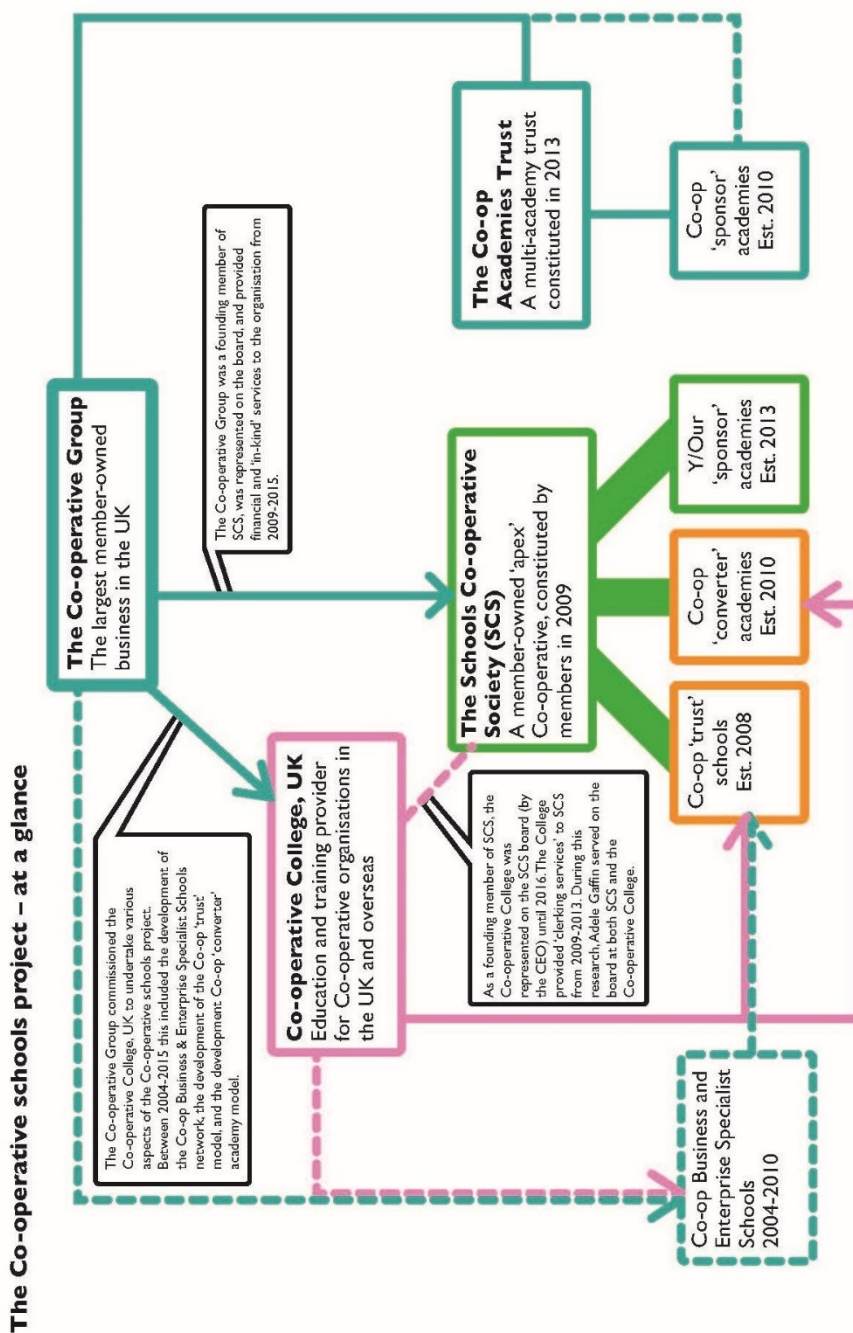 The Co-operative schools project – at a glance
The Co-operative Group
The largest member-owned
business in the UK
The Co-operative Group commissioned the
Co-operative College, UK to undertake various
aspects of the Co-operative schools project.
Between 2004-2015 this included the development of
the Co-op Business & Enterprise Specialist Schools
network, the development of the Co-op 'trust'
model, and the development Co-op 'converter'
academy model.
The Co-operative Group was a founding member of
SCS, was represented on the board, and provided
financial and 'in-kind' services to the organisation from
2009-2015.
Co-operative College, UK
Education and training provider
for Co-operative organisations in
the UK and overseas
As a founding member of SCS, the
Co-operative College was
represented on the SCS board (by
the CEO) until 2016. The College
provided 'clerking services' to SCS
from 2009-2013. During this
research, Adele Gaffin served on the
board at both SCS and the
Co-operative College.
The Schools Co-operative
Society (SCS)
A member-owned 'apex'
Co-operative, constituted by
members in 2009
The Co-op
Academies Trust
A multi-academy trust
constituted in 2013
Co-op Business and
Enterprise Specialist
Schools
2004-2010
Co-op 'trust'
schools
Est. 2008
Co-op
'converter'
academies
Est. 2010
Y/Our
'sponsor'
academies
Est. 2013
Co-op
'sponsor'
academies
Est. 2010